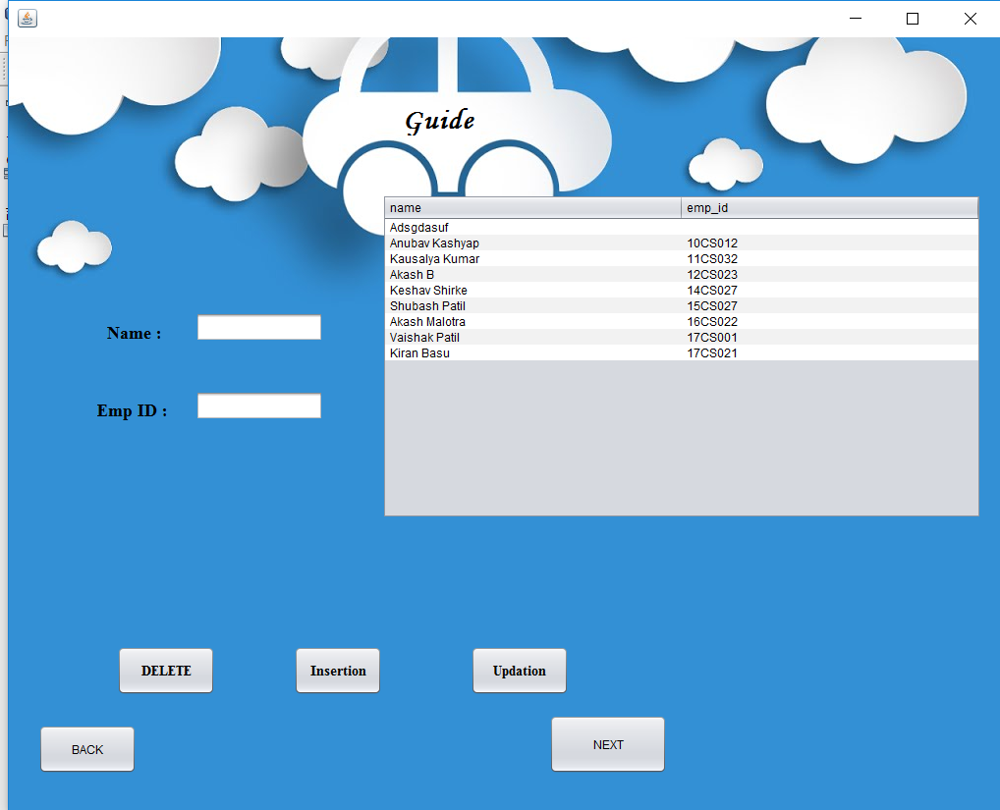 Guide
name emp_id
Adsgdasuf
Anubav Kashyap 10CS012
Kausalya Kumar 11CS032
Akash B 12CS023
Keshav Shirke 14CS027
Shubash Patil 15CS027
Akash Malotra 16CS022
Vaishak Patil 17CS001
Kiran Basu 17CS021
Name :
Emp ID :
DELETE Insertion Updation
BACK NEXT